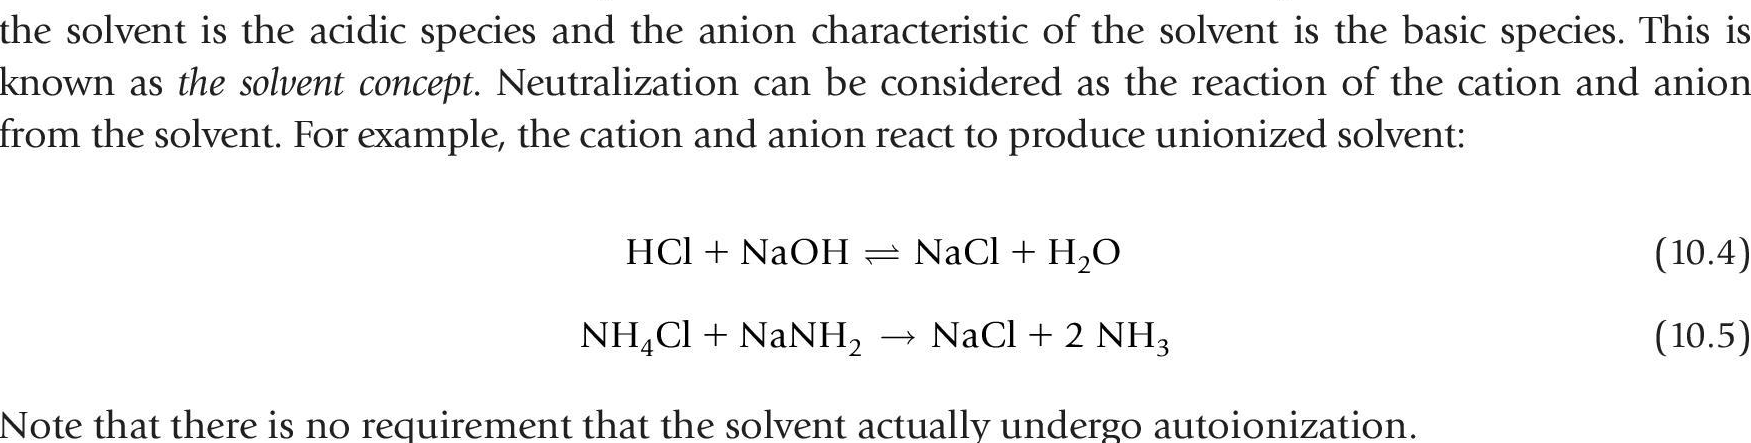 the solvent is the acidic species and the anion characteristic of the solvent is the basic species. This is
known as the solvent concept. Neutralization can be considered as the reaction of the cation and anion
from the solvent. For example, the cation and anion react to produce unionized solvent:
HCl + NaOH ⇌ NaCl + H₂O (10.4)
NH₄Cl + NaNH₂ → NaCl + 2 NH₃ (10.5)
Note that there is no requirement that the solvent actually undergo autoionization.